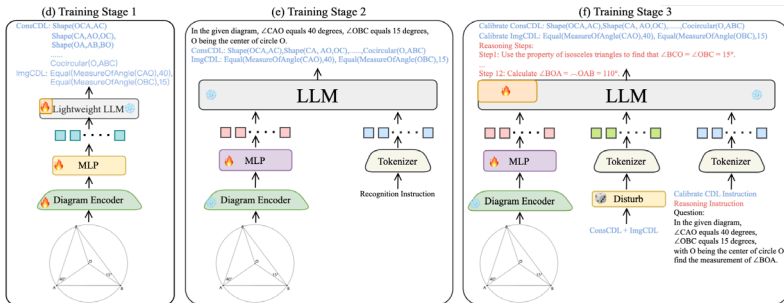 (d) Training Stage 1
ConsCDL: Shape(OCA,AC)
Shape(CA,AO,OC),
Shape(OA,AB,BO)
........
Cocircular(O,ABC)
ImgCDL: Equal(MeasureOfAngle(CAO),40),
Equal(MeasureOfAngle(OBC),15)
Lightweight LLM
MLP
Diagram Encoder
40°
15°
O
A
B
(e) Training Stage 2
In the given diagram, ∠CAO equals 40 degrees, ∠OBC equals 15 degrees,
O being the center of circle O.
ConsCDL: Shape(OCA,AC),Shape(CA,AO,OC),......,Cocircular(O,ABC)
ImgCDL: Equal(MeasureOfAngle(CAO),40), Equal(MeasureOfAngle(OBC),15)
LLM
MLP
Tokenizer
Diagram Encoder
Recognition Instruction
40°
15°
O
A
B
(f) Training Stage 3
Calibrate ConsCDL: Shape(OCA,AC),Shape(CA, AO,OC),......,Cocircular(O,ABC)
Calibrate ImgCDL: Equal(MeasureOfAngle(CAO),40), Equal(MeasureOfAngle(OBC),15)
Reasoning Steps:
Step1: Use the property of isosceles triangles to find that ∠BCO = ∠OBC = 15°.
...
Step 12: Calculate ∠BOA = —OAB = 110°.
LLM
MLP
Tokenizer
Tokenizer
Diagram Encoder
Disturb
ConsCDL + ImgCDL
Calibrate CDL Instruction
Reasoning Instruction
Question:
In the given diagram,
∠CAO equals 40 degrees,
∠OBC equals 15 degrees,
with O being the center of circle O
find the measurement of ∠BOA.
40°
15°
O
A
B